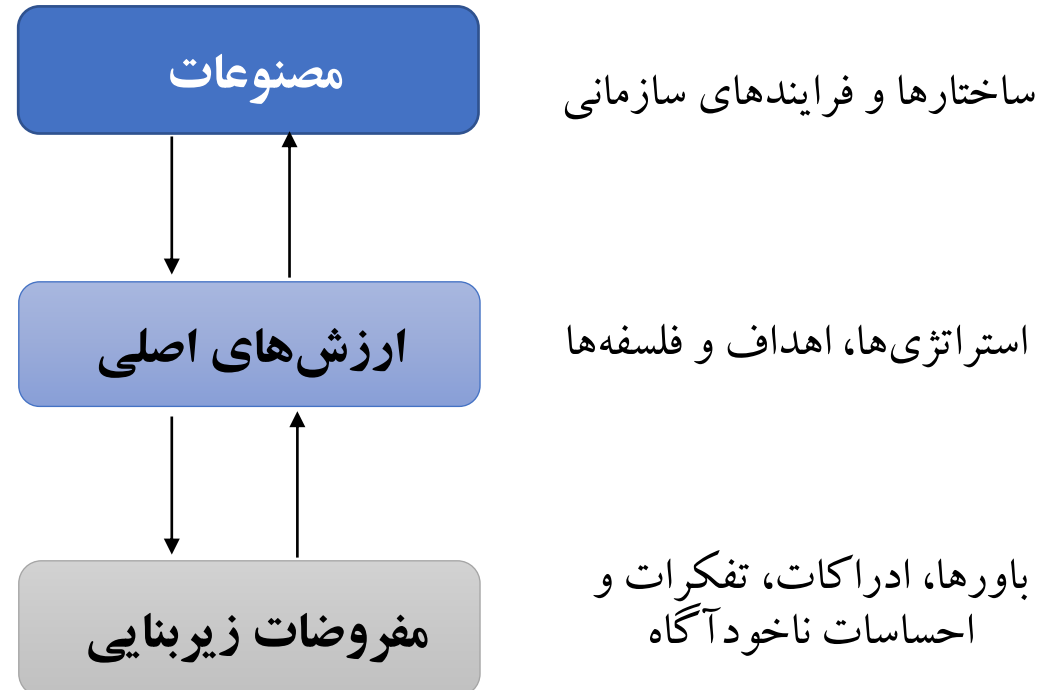 مصنوعات
ساختارها و فرایندهای سازمانی
ارزش‌های اصلی
استراتژی‌ها، اهداف و فلسفه‌ها
مفروضات زیربنایی
باورها، ادراکات، تفکرات و
احساسات ناخودآگاه